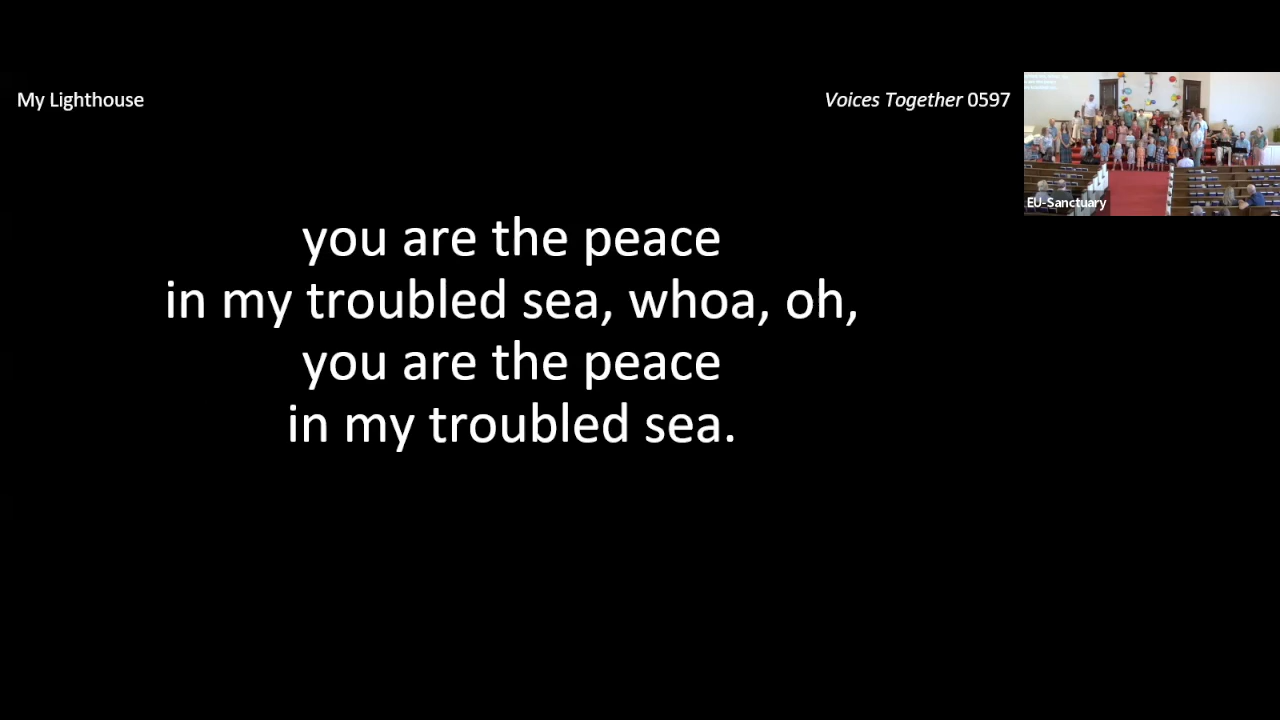 My Lighthouse
Voices Together 0597
you are the peace
in my troubled sea, whoa, oh,
you are the peace
in my troubled sea.
EU-Sanctuary